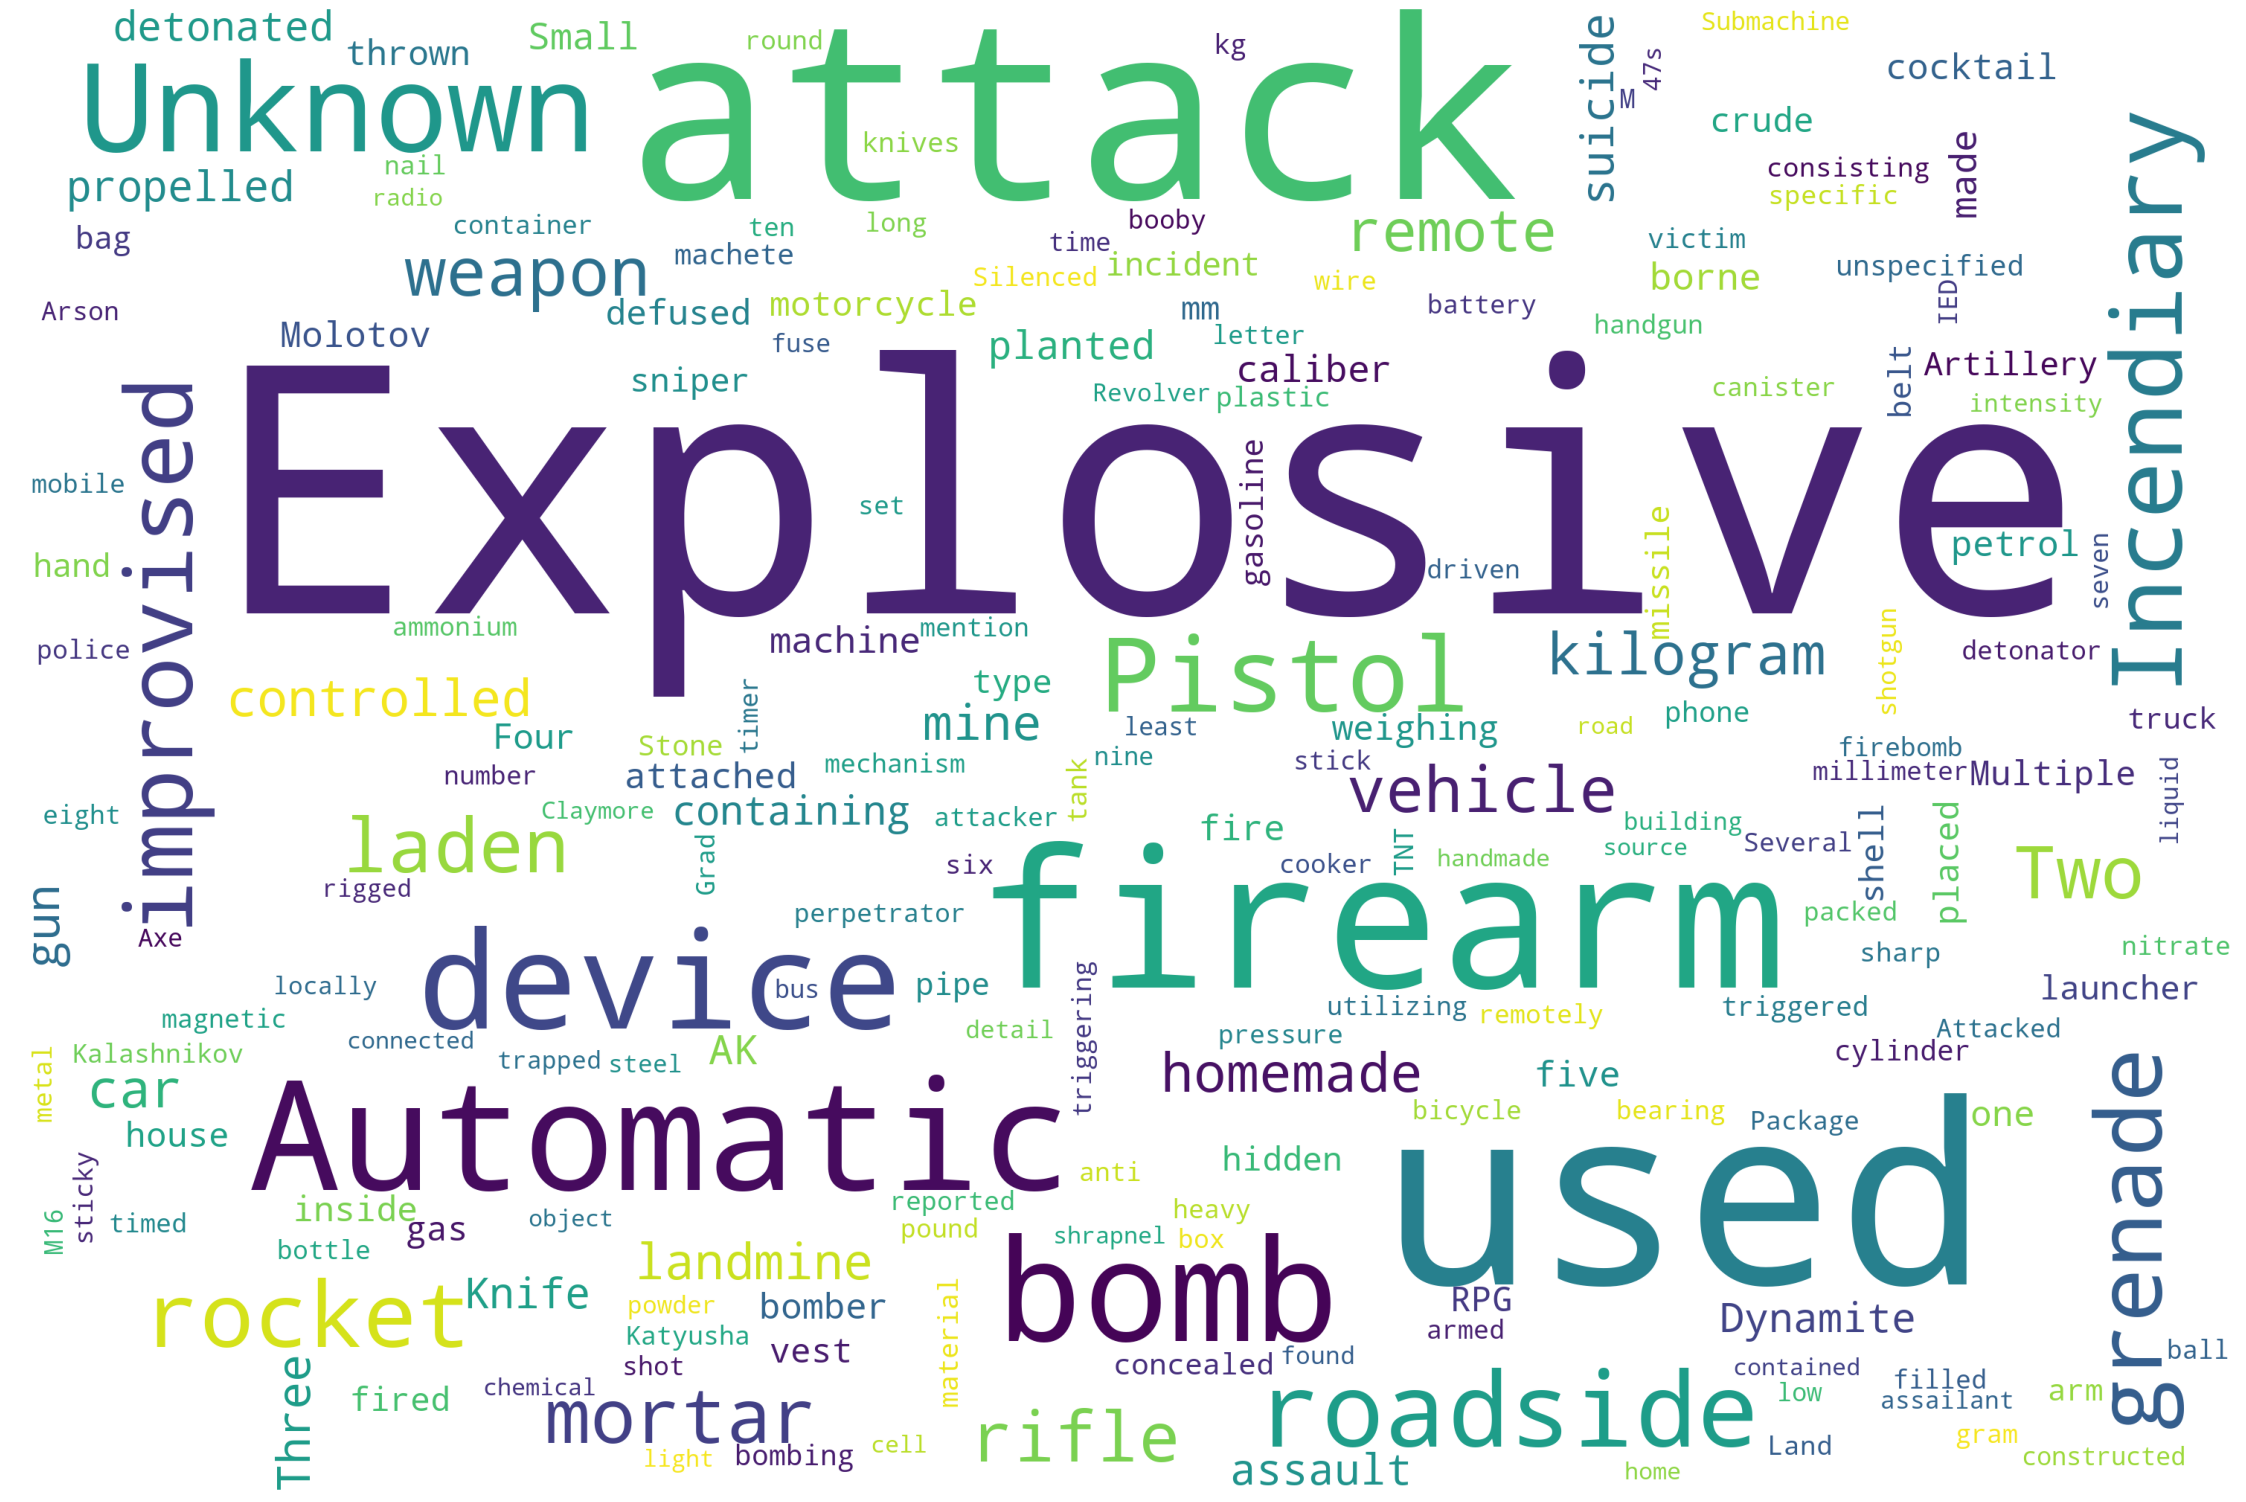 detonated
thrown
Small
round
attack
kg
suicide
47s
M
Submachine
cocktail
Unknown
knives
crude
consisting
specific
made
Incendiary
nail
radio
propelled
bag
container
ten
long
booby
remote
victim
unspecified
weapon
machete
time
incident
Silenced
wire
borne
IED
Arson
Molotov
defused
motorcycle
mm
battery
handgun
fuse
planted
letter
caliber
belt
Artillery
improvised
sniper
Revolver
plastic
canister
intensity
Explosive
mobile
set
gasoline
missile
petrol
seven
hand
driven
ammonium
police
machine
mention
Pistol
kilogram
shotgun
detonator
controlled
type
timer
mine
least
weighing
road
phone
truck
Four
Stone
mechanism
nine
stick
firebomb
number
attached
tank
vehicle
millimeter
Multiple
liquid
eight
Claymore
containing
attacker
fire
building
shell
placed
laden
Grad
six
cooker
TNT
handmade
source
Several
Two
rigged
firearm
gun
Axe
perpetrator
packed
sharp
nitrate
locally
device
bus
pipe
triggering
launcher
magnetic
connected
detail
utilizing
remotely
triggered
Attacked
pressure
metal
Kalashnikov
trapped
steel
AK
homemade
five
cylinder
grenade
car
Automatic
bicycle
bearing
Package
one
used
house
sticky
hidden
anti
M16
timed
inside
gas
object
reported
pound
heavy
shrapnel
box
bottle
landmine
bomb
rocket
Knife
powder
bomber
material
RPG
armed
Dynamite
Katyusha
shot
vest
concealed
found
ball
Three
fired
chemical
mortar
roadside
contained
low
filled
assailant
arm
rifle
light
bombing
cell
Land
gram
assault
home
constructed